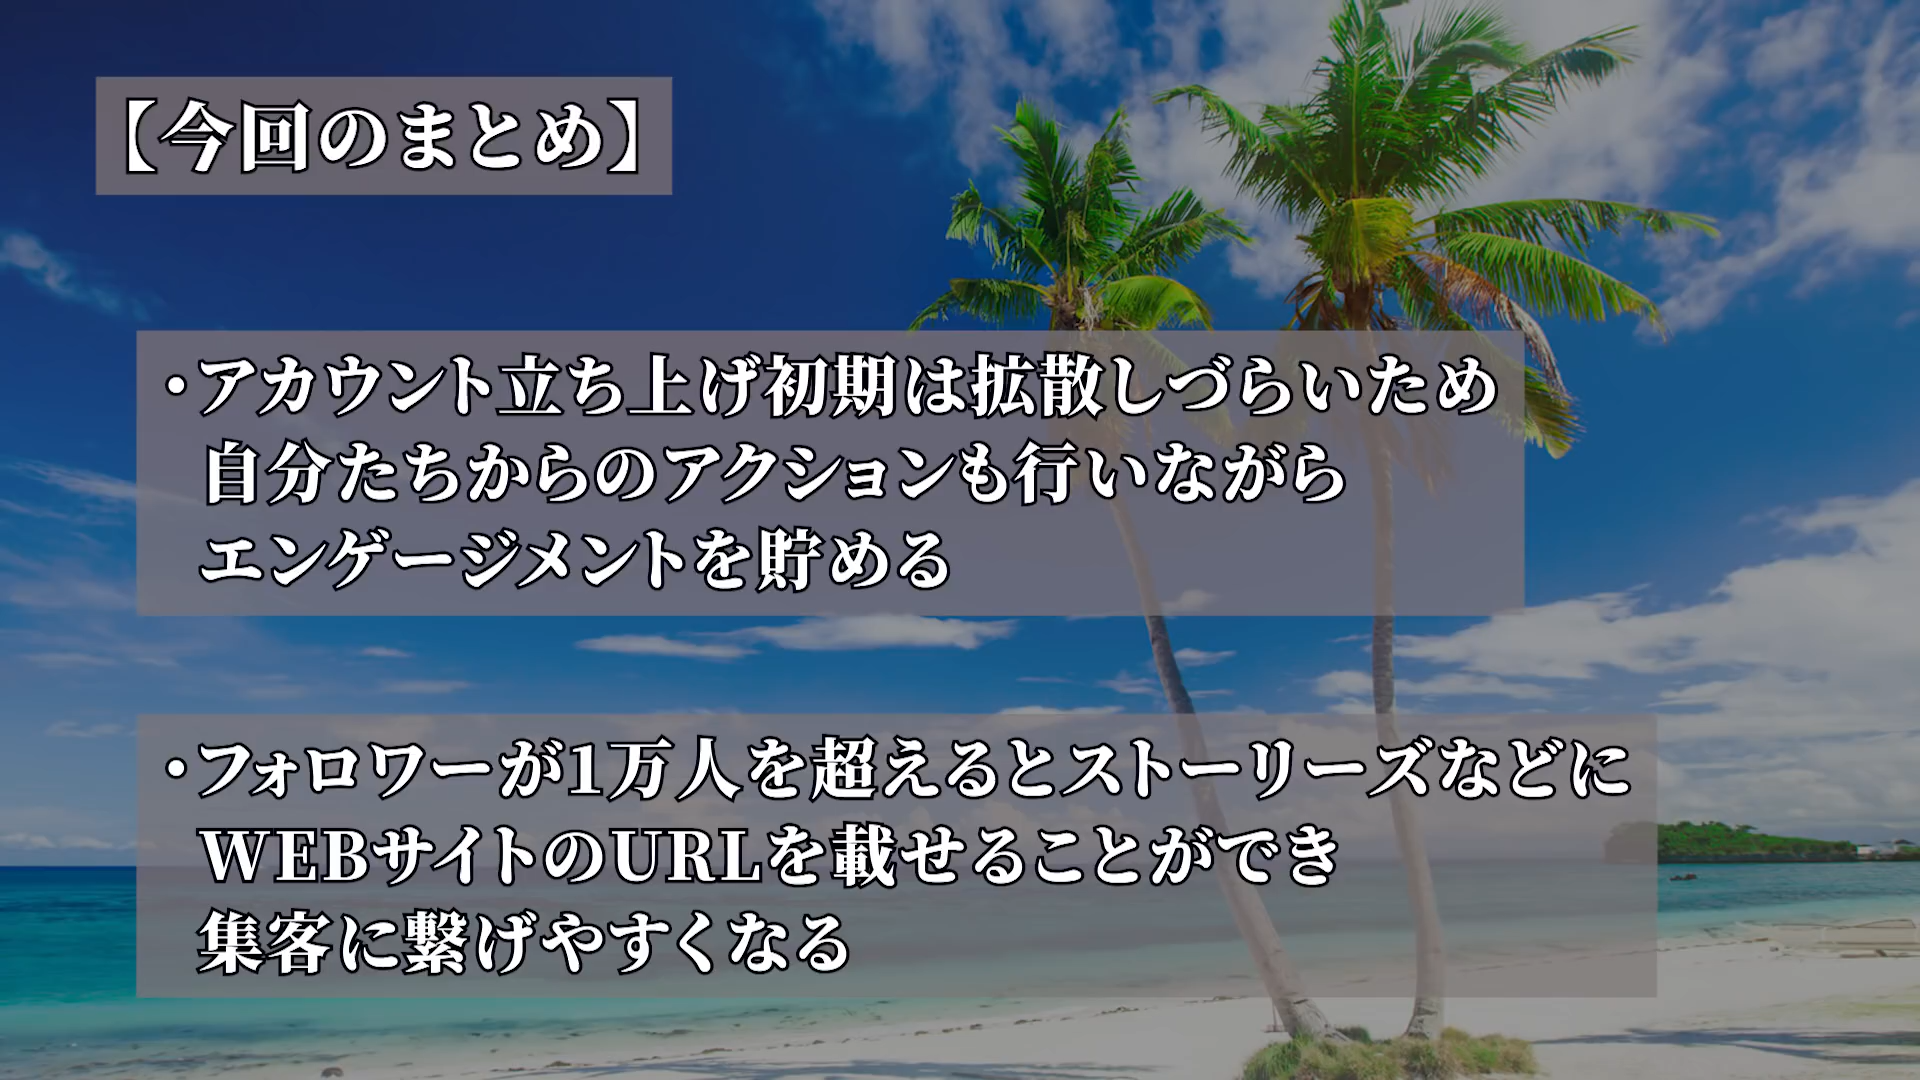 【今回のまとめ】
・アカウント立ち上げ初期は拡散しづらいため
自分たちからのアクションも行いながら
エンゲージメントを貯める
・フォロワーが1万人を超えるとストーリーズなどに
WEBサイトのURLを載せることができ
集客に繋げやすくなる